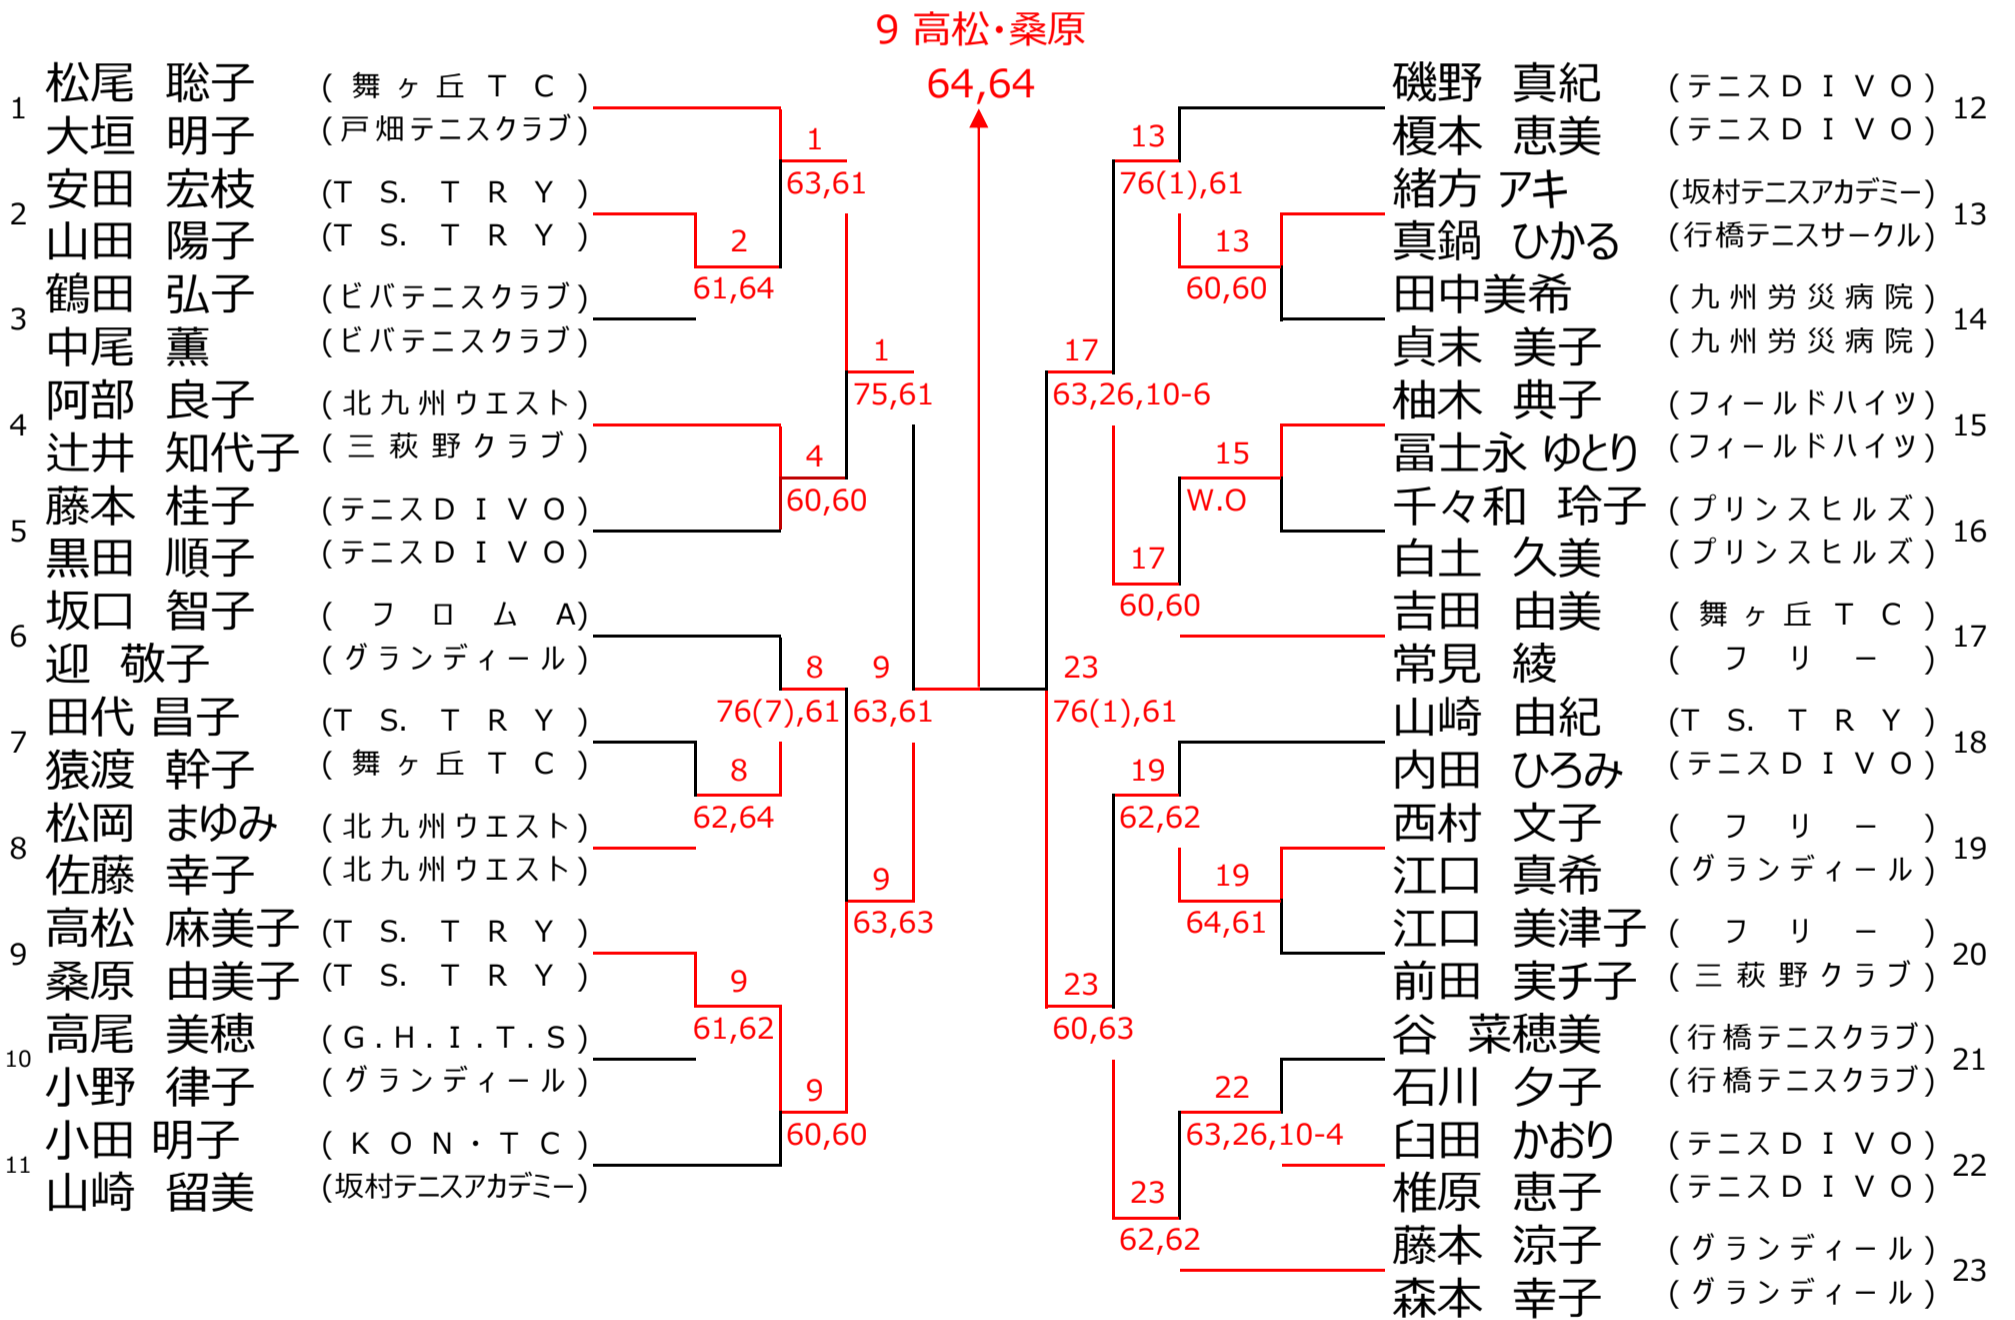 9 高松・桑原
64,64
松尾 聡子 (舞ヶ丘TC)
1
大垣 明子 (戸畑テニスクラブ)
安田 宏枝 (TS.TRY)
2
山田 陽子 (TS.TRY)
鶴田 弘子 (ビバテニスクラブ)
3
中尾 薫 (ビバテニスクラブ)
阿部 良子 (北九州ウエスト)
4
辻井 知代子 (三萩野クラブ)
藤本 桂子 (テニスDIVO)
5
黒田 順子 (テニスDIVO)
坂口 智子 (フロムA)
6
迎 敬子 (グランディール)
田代 昌子 (TS.TRY)
7
猿渡 幹子 (舞ヶ丘TC)
松岡 まゆみ (北九州ウエスト)
8
佐藤 幸子 (北九州ウエスト)
高松 麻美子 (TS.TRY)
9
桑原 由美子 (TS.TRY)
高尾 美穂 (G.H.I.T.S)
10
小野 律子 (グランディール)
小田 明子 (KON・TC)
11
山崎 留美 (坂村テニスアカデミー)
1
63,61
2
61,64
1
75,61
4
60,60
8
76(7),61
9
63,61
8
62,64
9
63,63
9
61,62
9
60,60
13
76(1),61
13
60,60
17
63,26,10-6
15
W.O
17
60,60
23
76(1),61
19
62,62
19
64,61
23
60,63
22
63,26,10-4
23
62,62
磯野 真紀 (テニスDIVO)
12
榎本 恵美 (テニスDIVO)
緒方 アキ (坂村テニスアカデミー)
13
真鍋 ひかる (行橋テニスサークル)
田中美希 (九州労災病院)
14
貞末 美子 (九州労災病院)
柚木 典子 (フィールドハイツ)
15
冨士永 ゆとり (フィールドハイツ)
千々和 玲子 (プリンスヒルズ)
16
白土 久美 (プリンスヒルズ)
吉田 由美 (舞ヶ丘TC)
17
常見 綾 (フリー)
山崎 由紀 (TS.TRY)
18
内田 ひろみ (テニスDIVO)
西村 文子 (フリー)
19
江口 真希 (グランディール)
江口 美津子 (フリー)
20
前田 実チ子 (三萩野クラブ)
谷 菜穂美 (行橋テニスクラブ)
21
石川 夕子 (行橋テニスクラブ)
臼田 かおり (テニスDIVO)
22
椎原 恵子 (テニスDIVO)
藤本 涼子 (グランディール)
23
森本 幸子 (グランディール)